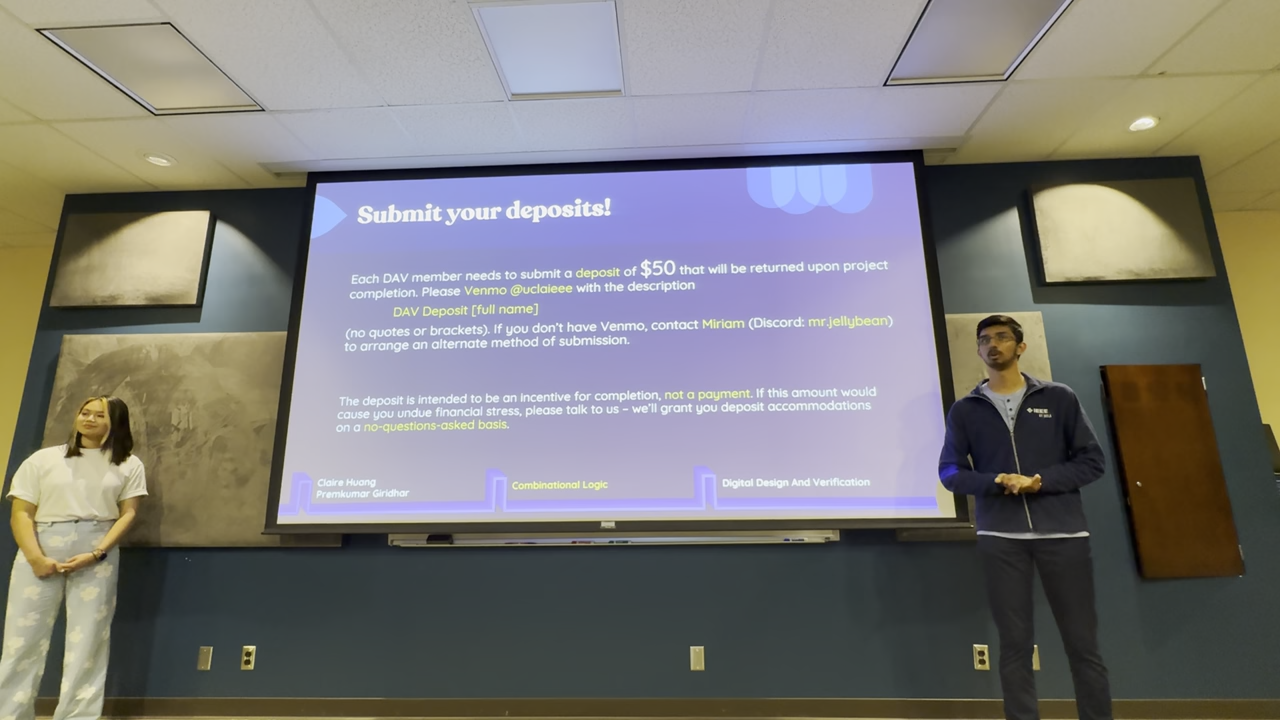 Submit your deposits!
Each DAV member needs to submit a deposit of $50 that will be returned upon project
completion. Please Venmo @uclaieee with the description
DAV Deposit [full name]
(no quotes or brackets). If you don't have Venmo, contact Miriam (Discord: mr.jellybean)
to arrange an alternate method of submission.
The deposit is intended to be an incentive for completion, not a payment. If this amount would
cause you undue financial stress, please talk to us – we'll grant you deposit accommodations
on a no-questions-asked basis.
Claire Huang
Premkumar Giridhar
Combinational Logic
Digital Design And Verification
IEEE